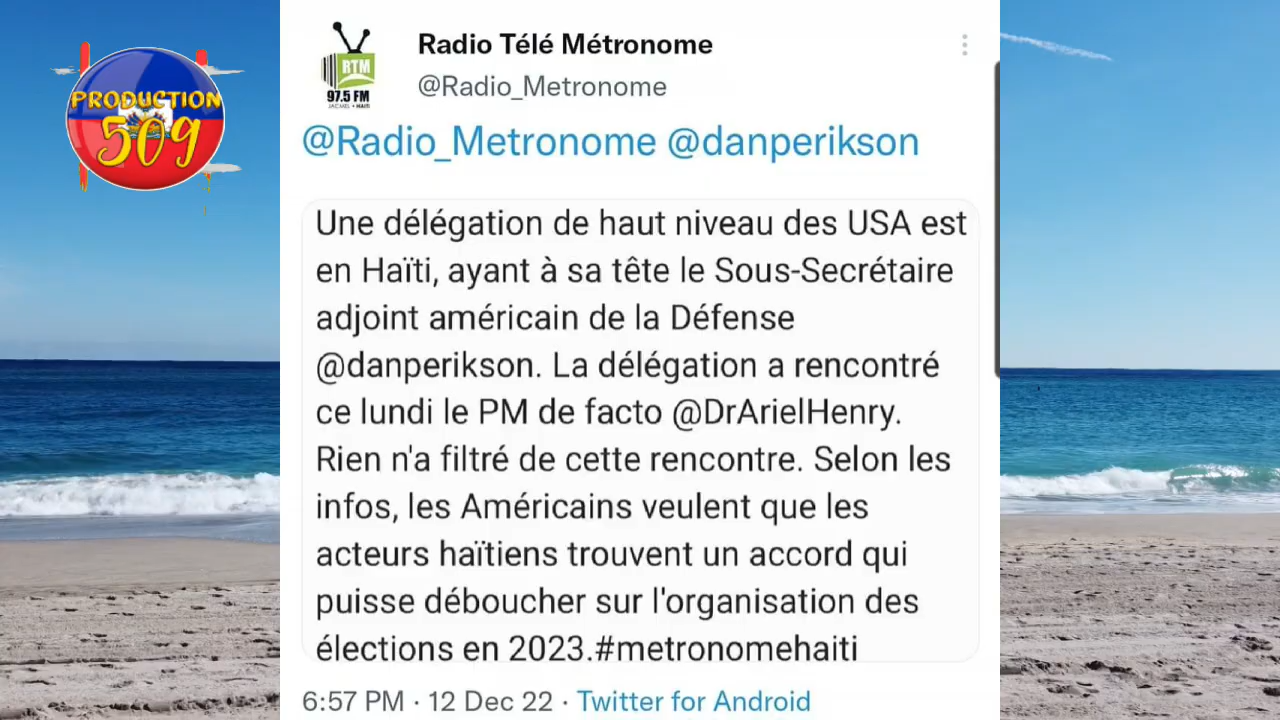 PRODUCTION
509
RTM
97.5 FM
JACMEL • HAITI
Radio Télé Métronome
@Radio_Metronome
@Radio_Metronome @danperikson
Une délégation de haut niveau des USA est
en Haïti, ayant à sa tête le Sous-Secrétaire
adjoint américain de la Défense
@danperikson. La délégation a rencontré
ce lundi le PM de facto @DrArielHenry.
Rien n'a filtré de cette rencontre. Selon les
infos, les Américains veulent que les
acteurs haïtiens trouvent un accord qui
puisse déboucher sur l'organisation des
élections en 2023.#metronomehaiti
6:57 PM · 12 Dec 22 · Twitter for Android